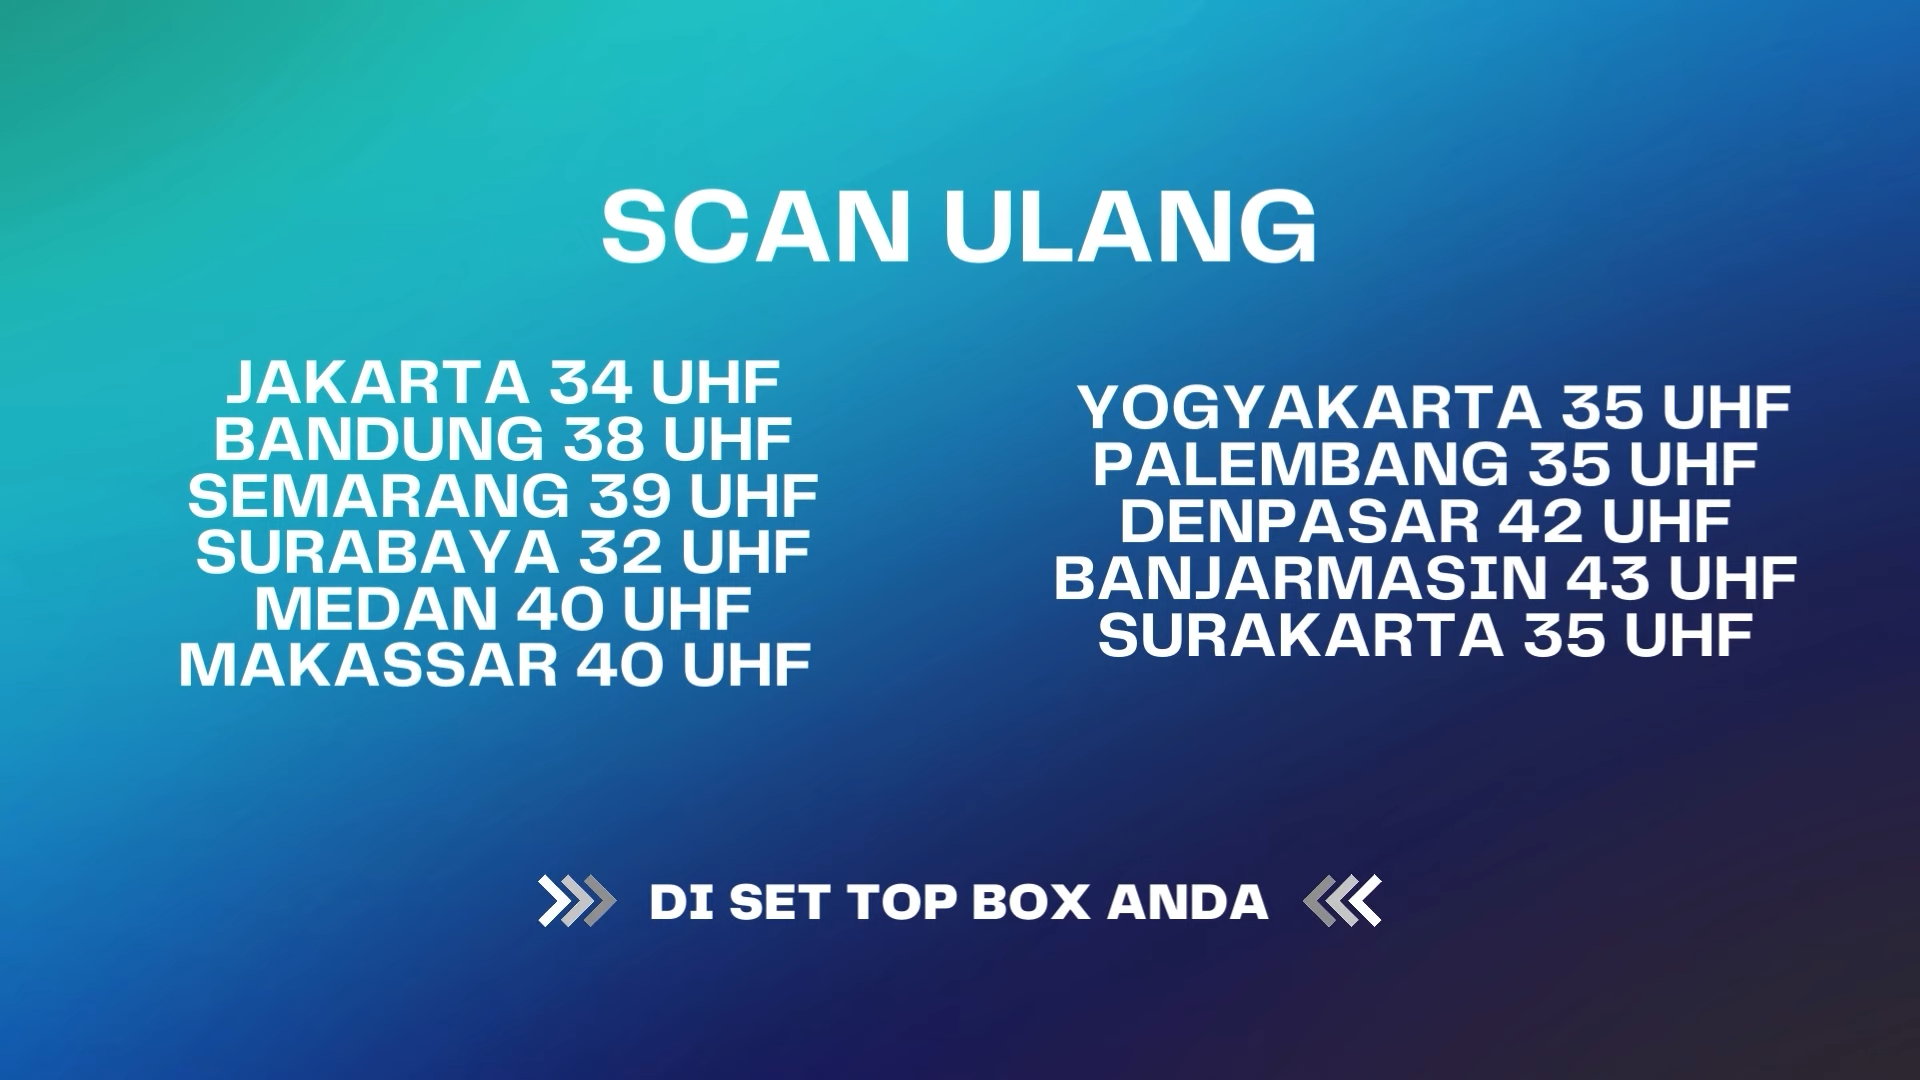 SCAN ULANG
JAKARTA 34 UHF
BANDUNG 38 UHF
SEMARANG 39 UHF
SURABAYA 32 UHF
MEDAN 40 UHF
MAKASSAR 40 UHF
YOGYAKARTA 35 UHF
PALEMBANG 35 UHF
DENPASAR 42 UHF
BANJARMASIN 43 UHF
SURAKARTA 35 UHF
DI SET TOP BOX ANDA